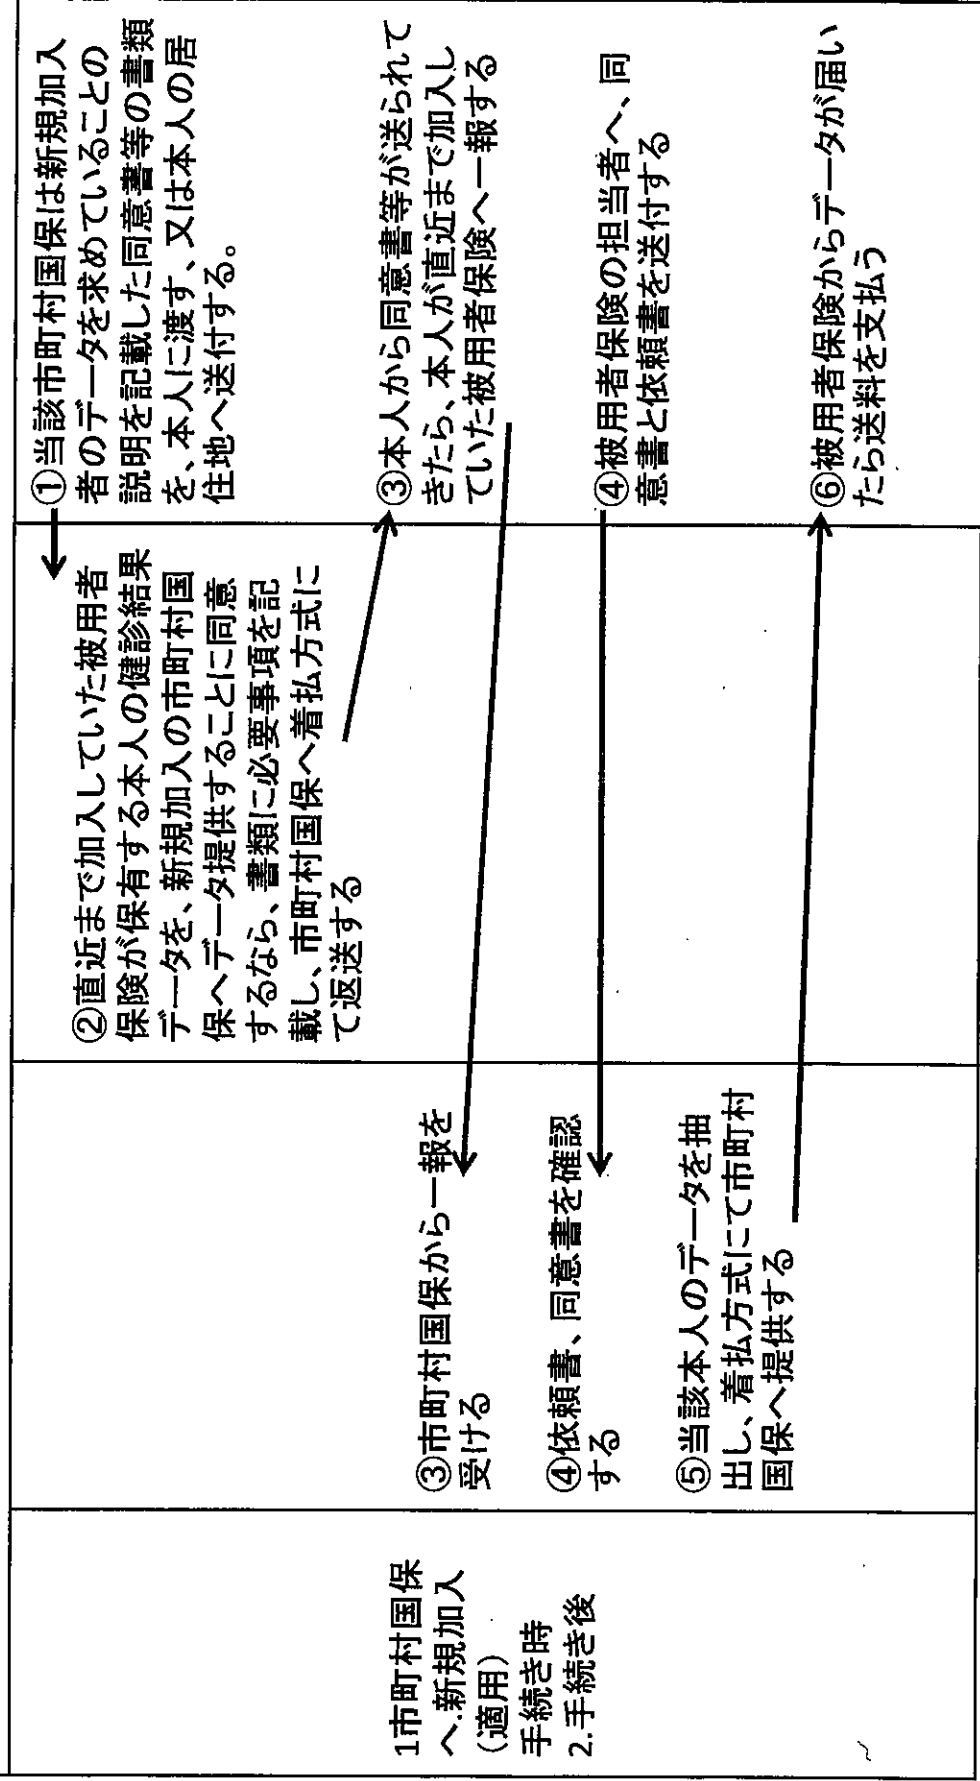 1市町村国保
へ.新規加入
（適用）
手続き時
2.手続き後
③市町村国保から一報を
受ける
④依頼書、同意書を確認
する
⑤当該本人のデータを抽
出し、着払方式にて市町村
国保へ提供する
②直近まで加入していた被用者
保険が保有する本人の健診結果
データを、新規加入の市町村国
保へデータ提供することに同意
するなら、書類に必要事項を記
載し、市町村国保へ着払方式に
て返送する
①当該市町村国保は新規加入
者のデータを求めていることの
説明を記載した同意書等の書類
を、本人に渡す、又は本人の居
住地へ送付する。
③本人から同意書等が送られて
きたら、本人が直近まで加入し
ていた被用者保険へ一報する
④被用者保険の担当者へ、同
意書と依頼書を送付する
⑥被用者保険からデータが届い
たら送料を支払う